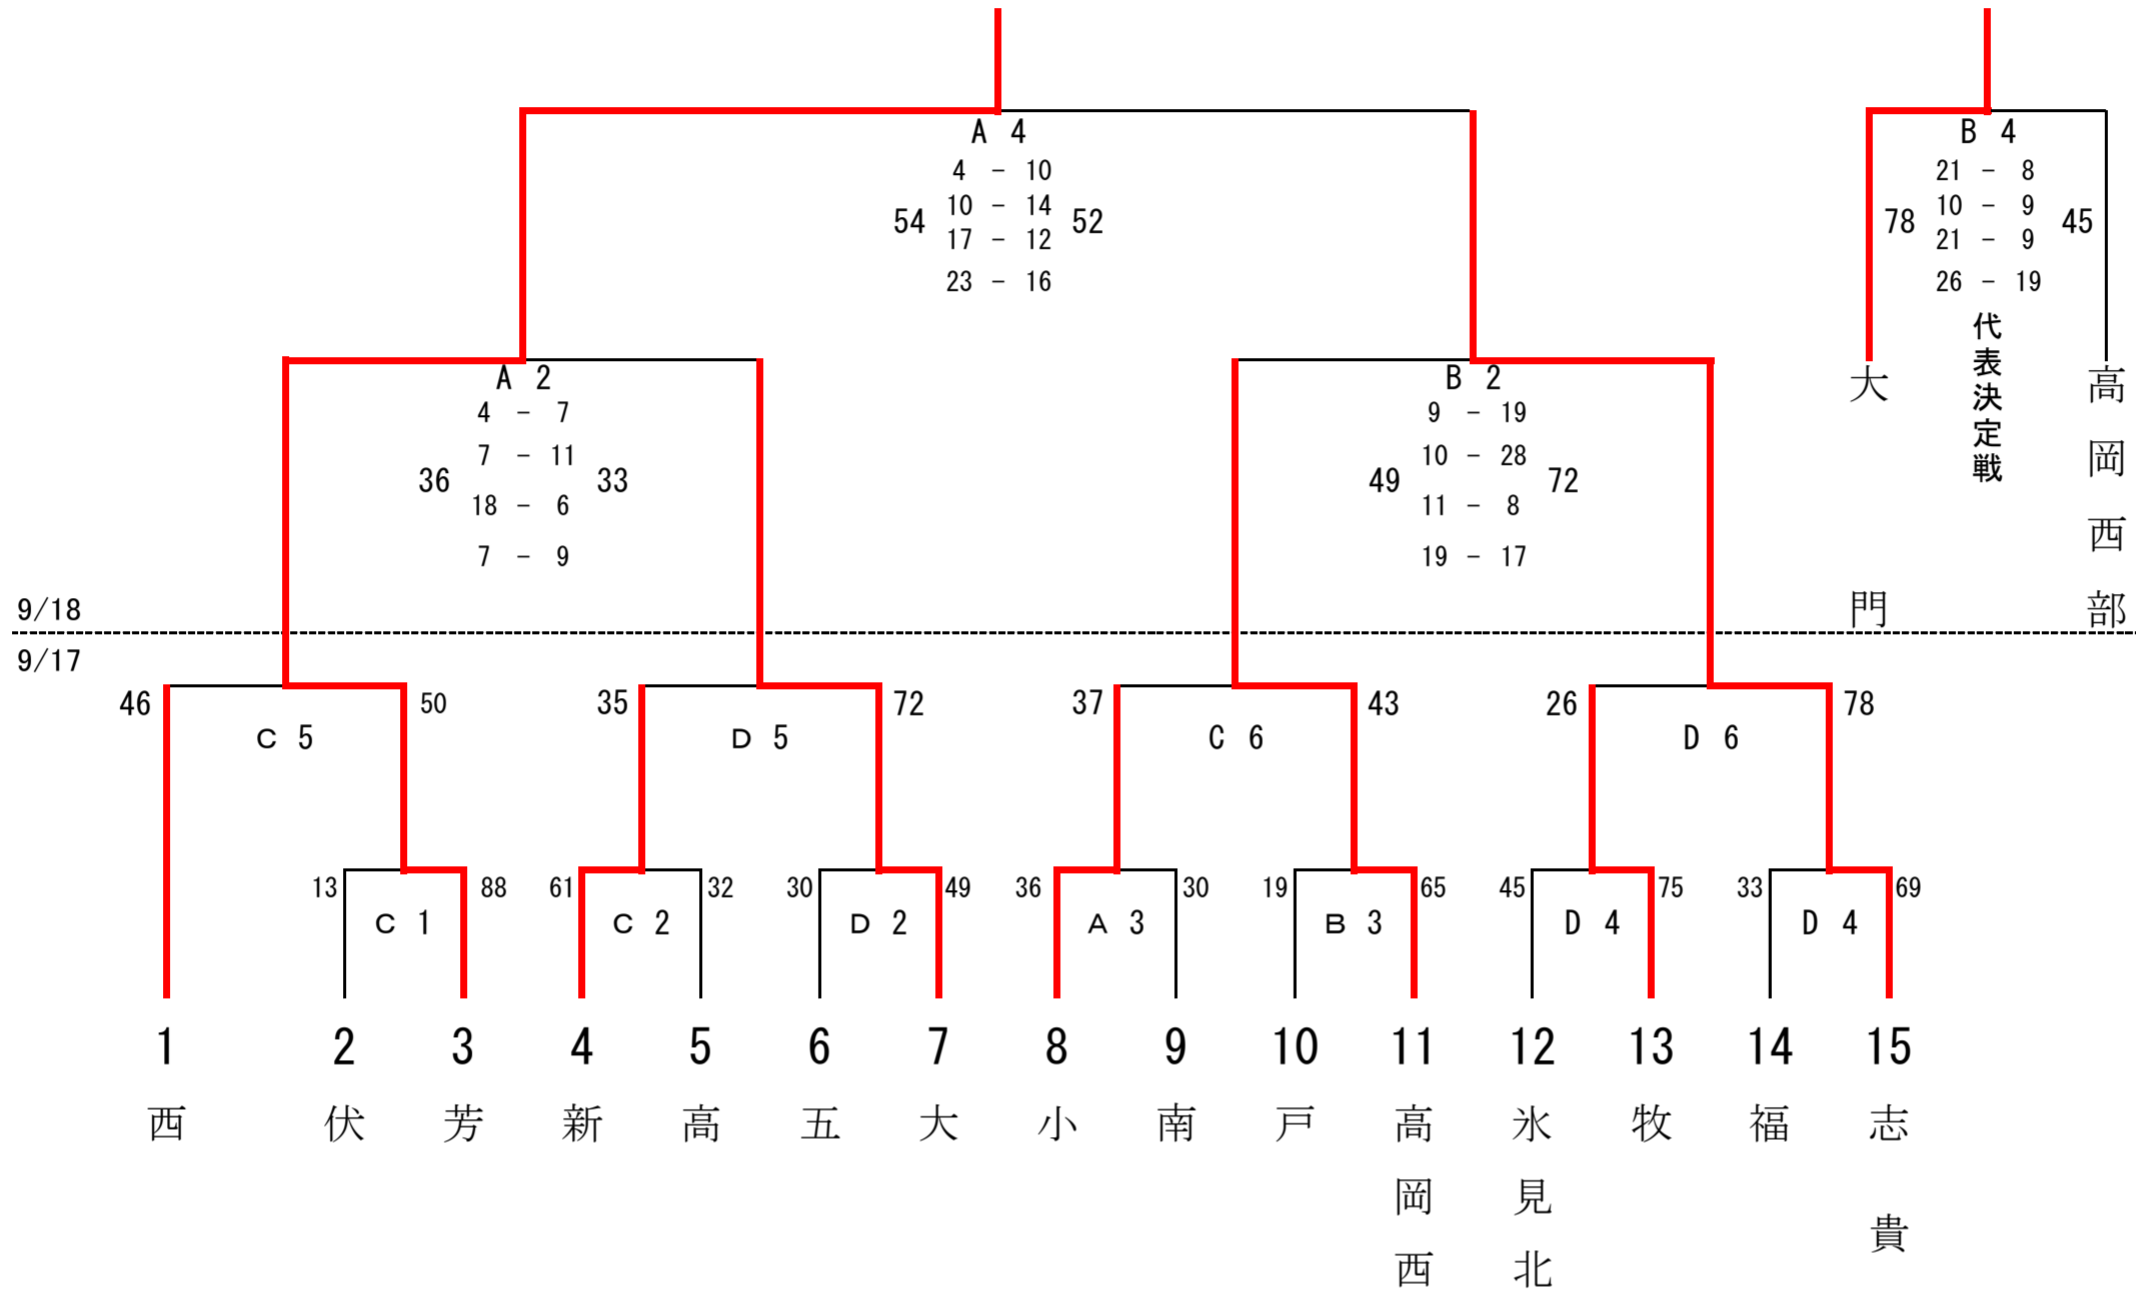 A 4
4 - 10
10 - 14
54 52
17 - 12
23 - 16
B 4
21 - 8
10 - 9
78 45
21 - 9
26 - 19
代表決定戦
大門
高岡西部
A 2
4 - 7
7 - 11
36 33
18 - 6
7 - 9
B 2
9 - 19
10 - 28
49 72
11 - 8
19 - 17
9/18
9/17
46 50 35 72 37 43 26 78
C 5 D 5 C 6 D 6
13 88 61 32 30 49 36 30 19 65 45 75 33 69
C 1 C 2 D 2 A 3 B 3 D 4 D 4
1 2 3 4 5 6 7 8 9 10 11 12 13 14 15
西
伏
芳
新
高
五
大
小
南
戸
高岡西
氷見北
牧
福
志貴